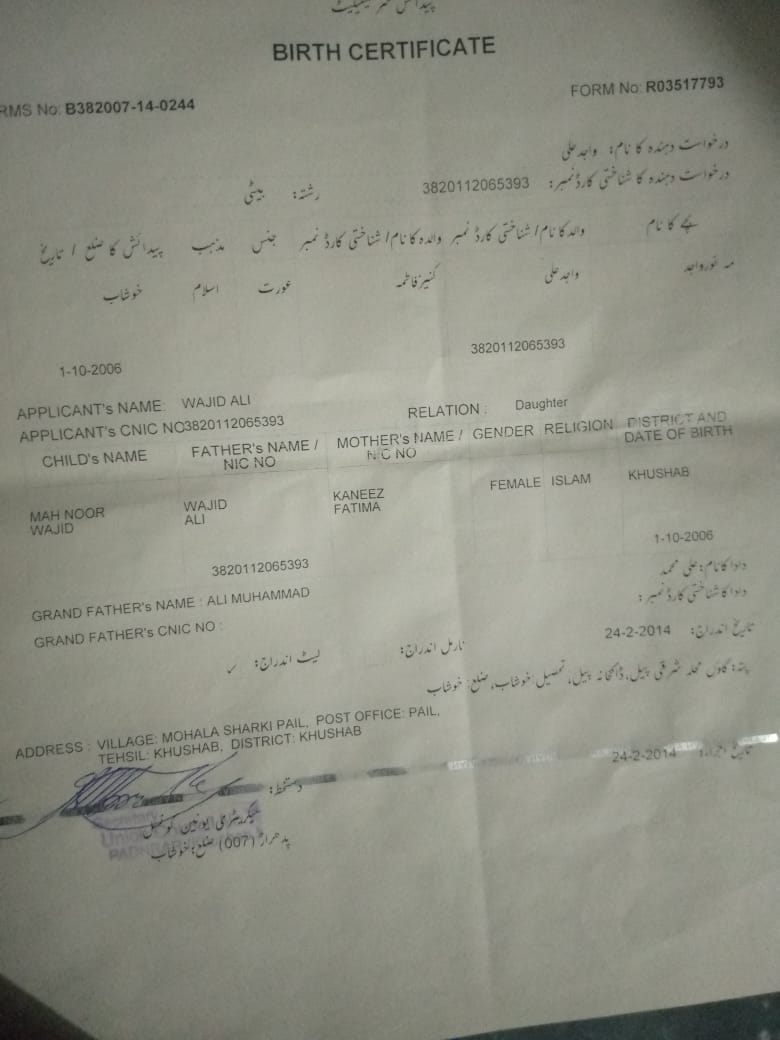 پیدائش سرٹیفیکیٹ
BIRTH CERTIFICATE
RMS No: B382007-14-0244
FORM No: R03517793
درخواست دہندہ کا نام: واجد علی
درخواست دہندہ کا شناختی کارڈ نمبر: 3820112065393 رشتہ: بیٹی
بچے کا نام والد کا نام/ شناختی کارڈ نمبر والدہ کا نام/ شناختی کارڈ نمبر جنس مذہب پیدائش کا ضلع / تاریخ
مہ نور واجد واجد علی کنیز فاطمہ عورت اسلام خوشاب
3820112065393
1-10-2006
APPLICANT's NAME: WAJID ALI
APPLICANT's CNIC NO 3820112065393 RELATION : Daughter
CHILD's NAME FATHER's NAME / NIC NO MOTHER's NAME / NIC NO GENDER RELIGION DISTRICT AND DATE OF BIRTH
MAH NOOR WAJID WAJID ALI KANEEZ FATIMA FEMALE ISLAM KHUSHAB
3820112065393 1-10-2006
دادا کا نام: علی محمد
GRAND FATHER's NAME : ALI MUHAMMAD
دادا کا شناختی کارڈ نمبر:
GRAND FATHER's CNIC NO :
تاریخ اندراج: 24-2-2014
نارمل اندراج: لیٹ اندراج: ✓
پتہ: گاؤں محلہ شرقی پیل, ڈاکخانہ پیل, تحصیل: خوشاب, ضلع: خوشاب
ADDRESS : VILLAGE: MOHALA SHARKI PAIL, POST OFFICE: PAIL,
TEHSIL: KHUSHAB, DISTRICT: KHUSHAB
تاریخ اجراء: 24-2-2014
دستخط:
سیکریٹری یونین کونسل
پدھراڑ (007) ضلع: خوشاب
Secretary
Union
PADHRAR